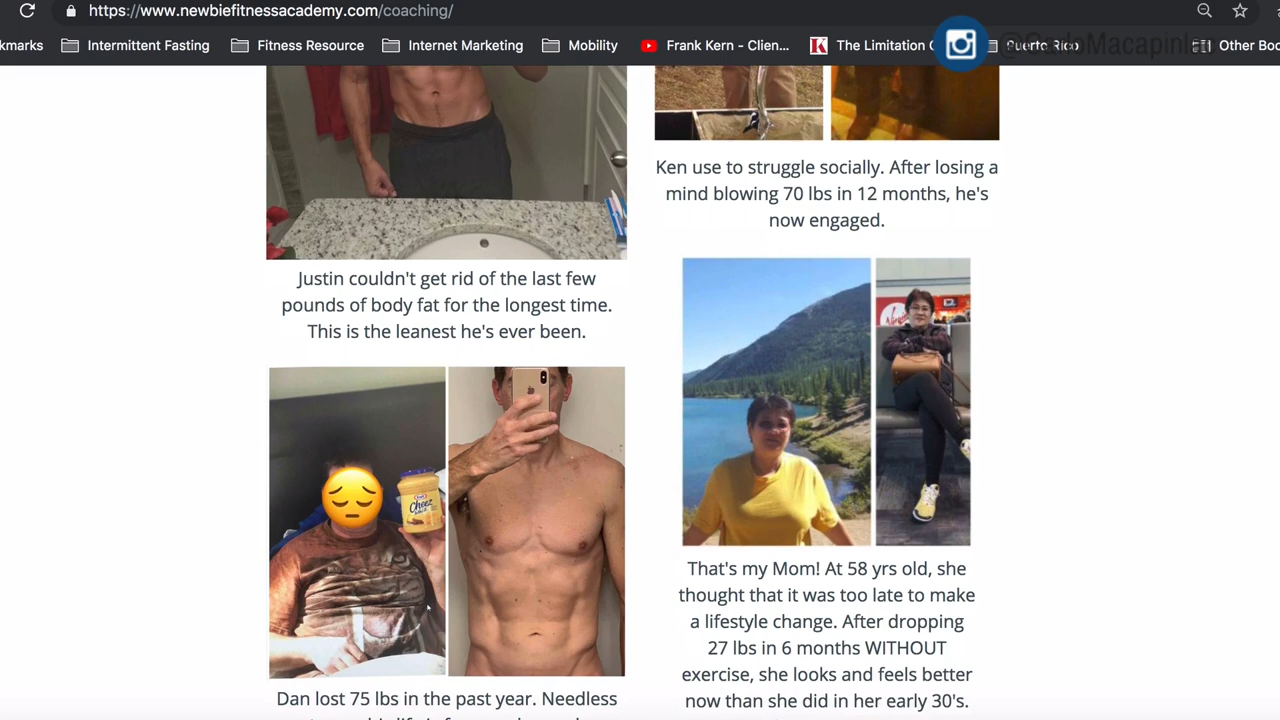 https://www.newbiefitnessacademy.com/coaching/
kmarks Intermittent Fasting Fitness Resource Internet Marketing Mobility Frank Kern - Clien... The Limitation Puerto Rico Other Boo
@CarloMacapinlac
Justin couldn't get rid of the last few
pounds of body fat for the longest time.
This is the leanest he's ever been.
Cheez
Dan lost 75 lbs in the past year. Needless
Ken use to struggle socially. After losing a
mind blowing 70 lbs in 12 months, he's
now engaged.
Virgin
That's my Mom! At 58 yrs old, she
thought that it was too late to make
a lifestyle change. After dropping
27 lbs in 6 months WITHOUT
exercise, she looks and feels better
now than she did in her early 30's.